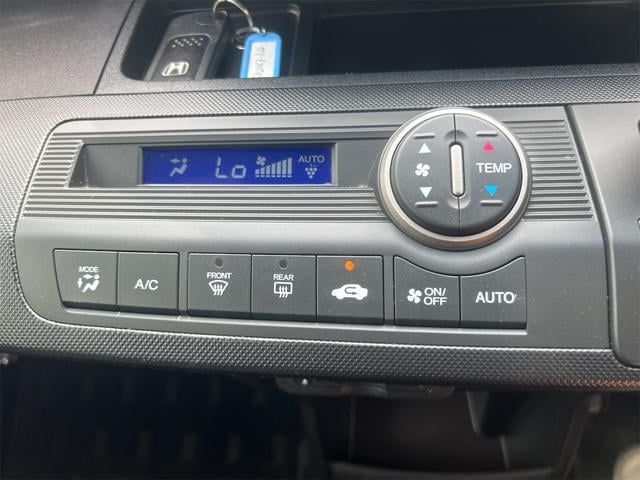 Lo AUTO
TEMP
MODE
A/C
FRONT
REAR
ON/OFF
AUTO